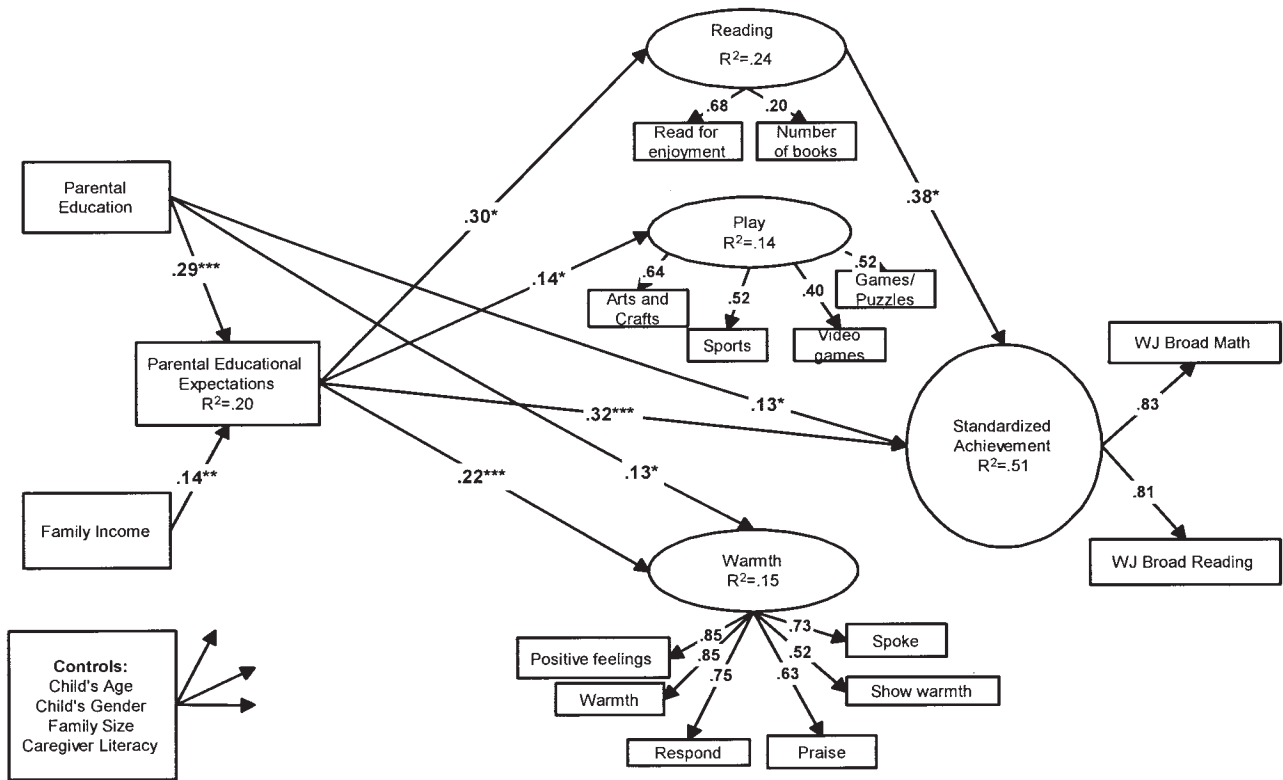 Reading
R²=.24
.68
.20
Read for
enjoyment
Number
of books
Parental
Education
.38*
.30*
Play
R²=.14
.29***
.14*
.64
.52
.40
.52
Arts and
Crafts
Sports
Video
games
Games/
Puzzles
Parental Educational
Expectations
R²=.20
WJ Broad Math
.13*
.32***
.83
Standardized
Achievement
R²=.51
.14**
.22***
.13*
.81
Family Income
WJ Broad Reading
Warmth
R²=.15
.85
.85
.75
.63
.52
.73
Positive feelings
Warmth
Respond
Praise
Show warmth
Spoke
Controls:
Child's Age
Child's Gender
Family Size
Caregiver Literacy